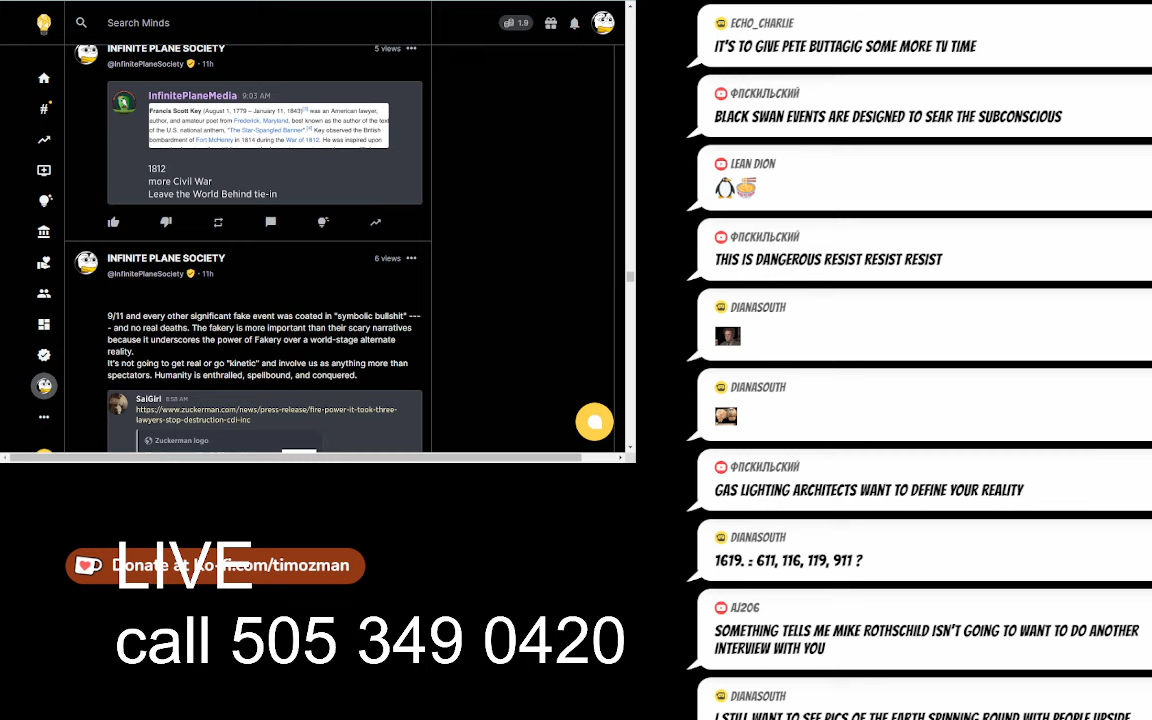 Search Minds
1.9
INFINITE PLANE SOCIETY
5 views
@InfinitePlaneSociety · 11h
InfinitePlaneMedia 9:03 AM
Francis Scott Key (August 1, 1779 – January 11, 1843)[3] was an American lawyer,
author, and amateur poet from Frederick, Maryland, best known as the author of the text
of the U.S. national anthem, "The Star-Spangled Banner".[4] Key observed the British
bombardment of Fort McHenry in 1814 during the War of 1812. He was inspired upon
1812
more Civil War
Leave the World Behind tie-in
INFINITE PLANE SOCIETY
6 views
@InfinitePlaneSociety · 11h
9/11 and every other significant fake event was coated in "symbolic bullshit" ---
- and no real deaths. The fakery is more important than their scary narratives
because it underscores the power of Fakery over a world-stage alternate
reality.
It's not going to get real or go "kinetic" and involve us as anything more than
spectators. Humanity is enthralled, spellbound, and conquered.
SaiGirl 8:58 AM
https://www.zuckerman.com/news/press-release/fire-power-it-took-three-
lawyers-stop-destruction-cdi-inc
Zuckerman logo
LIVE
Donate at ko-fi.com/timozman
call 505 349 0420
ECHO_CHARLIE
IT'S TO GIVE PETE BUTTAGIG SOME MORE TV TIME
ФПСКИЛЬСКИЙ
BLACK SWAN EVENTS ARE DESIGNED TO SEAR THE SUBCONSCIOUS
LEAN DION
ФПСКИЛЬСКИЙ
THIS IS DANGEROUS RESIST RESIST RESIST
DIANASOUTH
DIANASOUTH
ФПСКИЛЬСКИЙ
GAS LIGHTING ARCHITECTS WANT TO DEFINE YOUR REALITY
DIANASOUTH
1619. = 611, 116, 119, 911 ?
AJ206
SOMETHING TELLS ME MIKE ROTHSCHILD ISN'T GOING TO WANT TO DO ANOTHER
INTERVIEW WITH YOU
DIANASOUTH
I STILL WANT TO SEE PICS OF THE EARTH SPINNING ROUND WITH PEOPLE UPSIDE